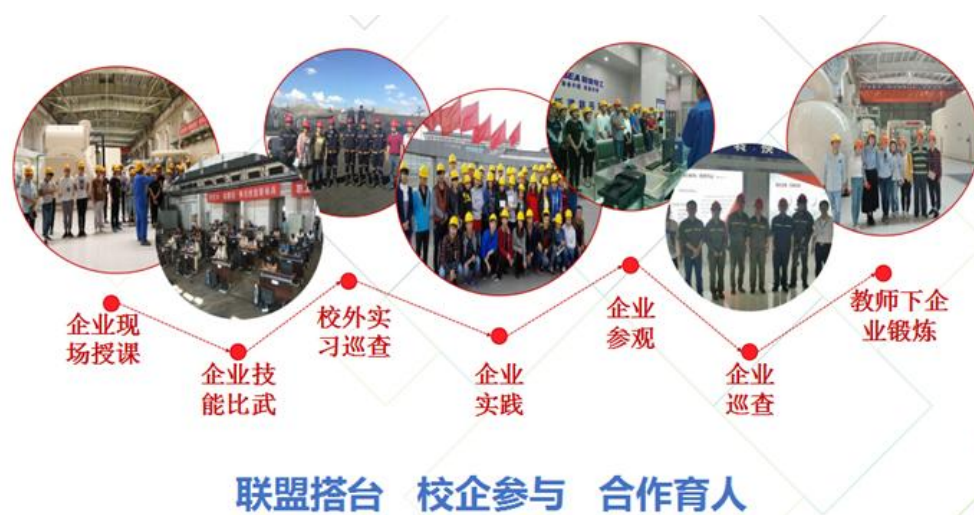 企业现
场授课
企业技
能比武
校外实
习巡查
企业
实践
企业
参观
企业
巡查
教师下企
业锻炼
联盟搭台 校企参与 合作育人